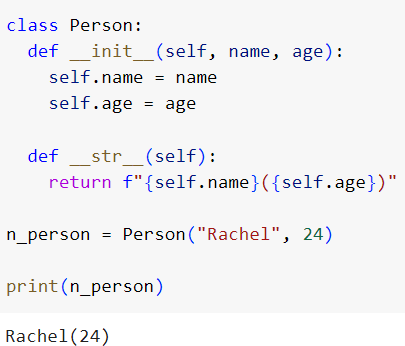 class Person:
  def __init__(self, name, age):
    self.name = name
    self.age = age

  def __str__(self):
    return f"{self.name}({self.age})"

n_person = Person("Rachel", 24)

print(n_person)

Rachel(24)